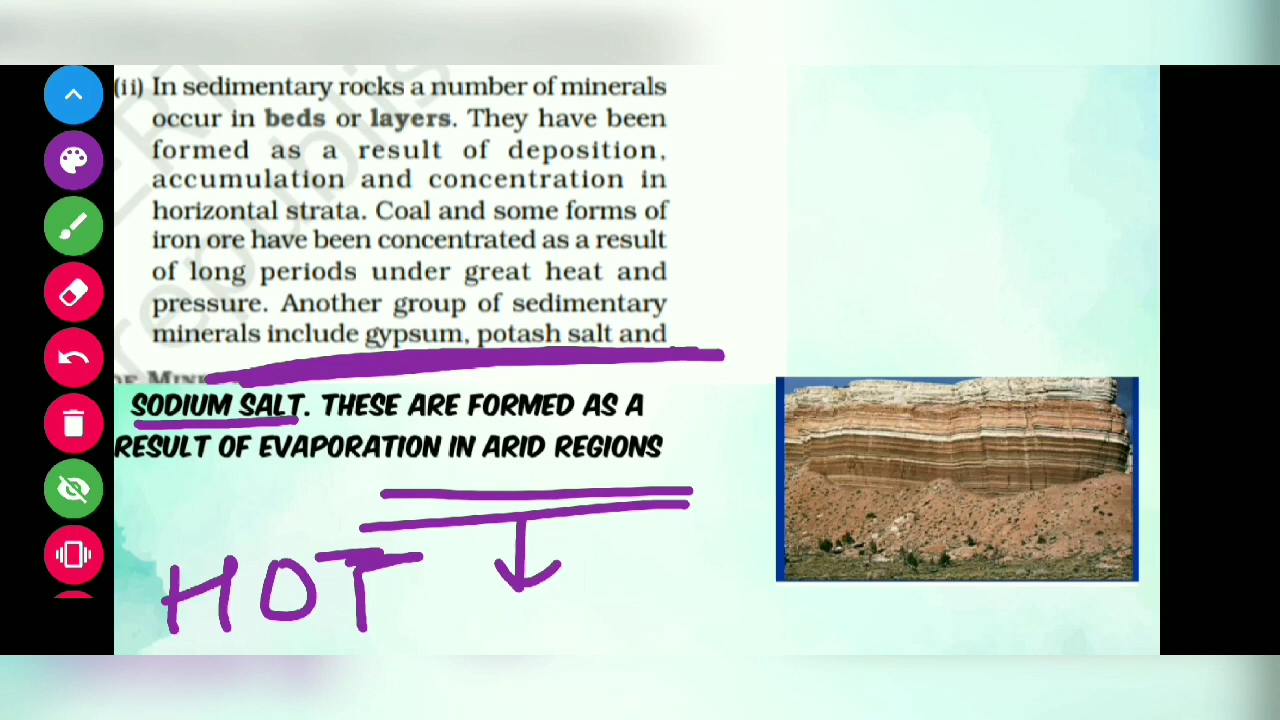 (ii) In sedimentary rocks a number of minerals
occur in beds or layers. They have been
formed as a result of deposition,
accumulation and concentration in
horizontal strata. Coal and some forms of
iron ore have been concentrated as a result
of long periods under great heat and
pressure. Another group of sedimentary
minerals include gypsum, potash salt and
SODIUM SALT. THESE ARE FORMED AS A
RESULT OF EVAPORATION IN ARID REGIONS
HOT